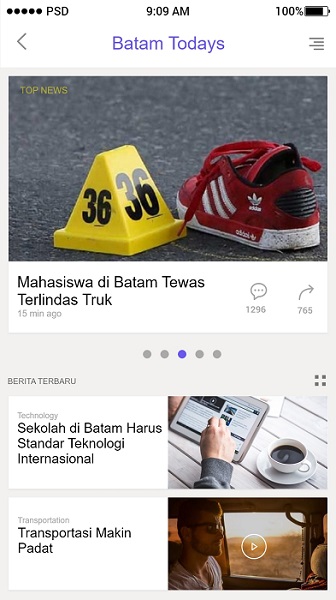 PSD 9:09 AM 100%
Batam Todays
TOP NEWS
36 36
adidas
adidas
Mahasiswa di Batam Tewas
Terlindas Truk
15 min ago
1296 765
BERITA TERBARU
Technology
Sekolah di Batam Harus
Standar Teknologi
Internasional
Transportation
Transportasi Makin
Padat